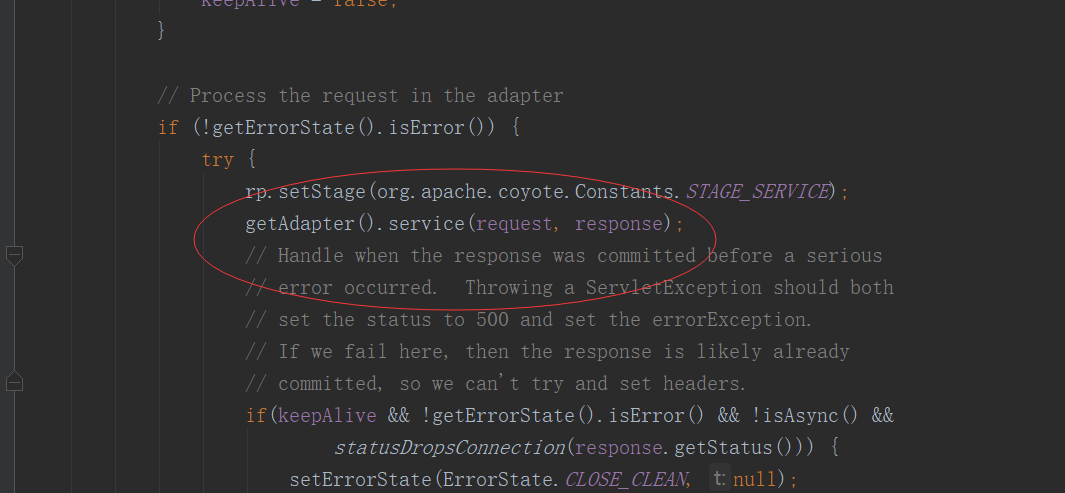 keepAlive = false;
}
// Process the request in the adapter
if (!getErrorState().isError()) {
try {
rp.setStage(org.apache.coyote.Constants.STAGE_SERVICE);
getAdapter().service(request, response);
// Handle when the response was committed before a serious
// error occurred.  Throwing a ServletException should both
// set the status to 500 and set the errorException.
// If we fail here, then the response is likely already
// committed, so we can't try and set headers.
if(keepAlive && !getErrorState().isError() && !isAsync() &&
statusDropsConnection(response.getStatus())) {
setErrorState(ErrorState.CLOSE_CLEAN, t: null);